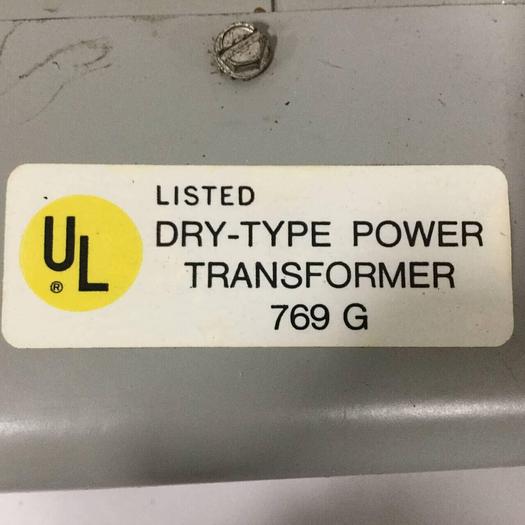 UL
®
LISTED
DRY-TYPE POWER
TRANSFORMER
769 G